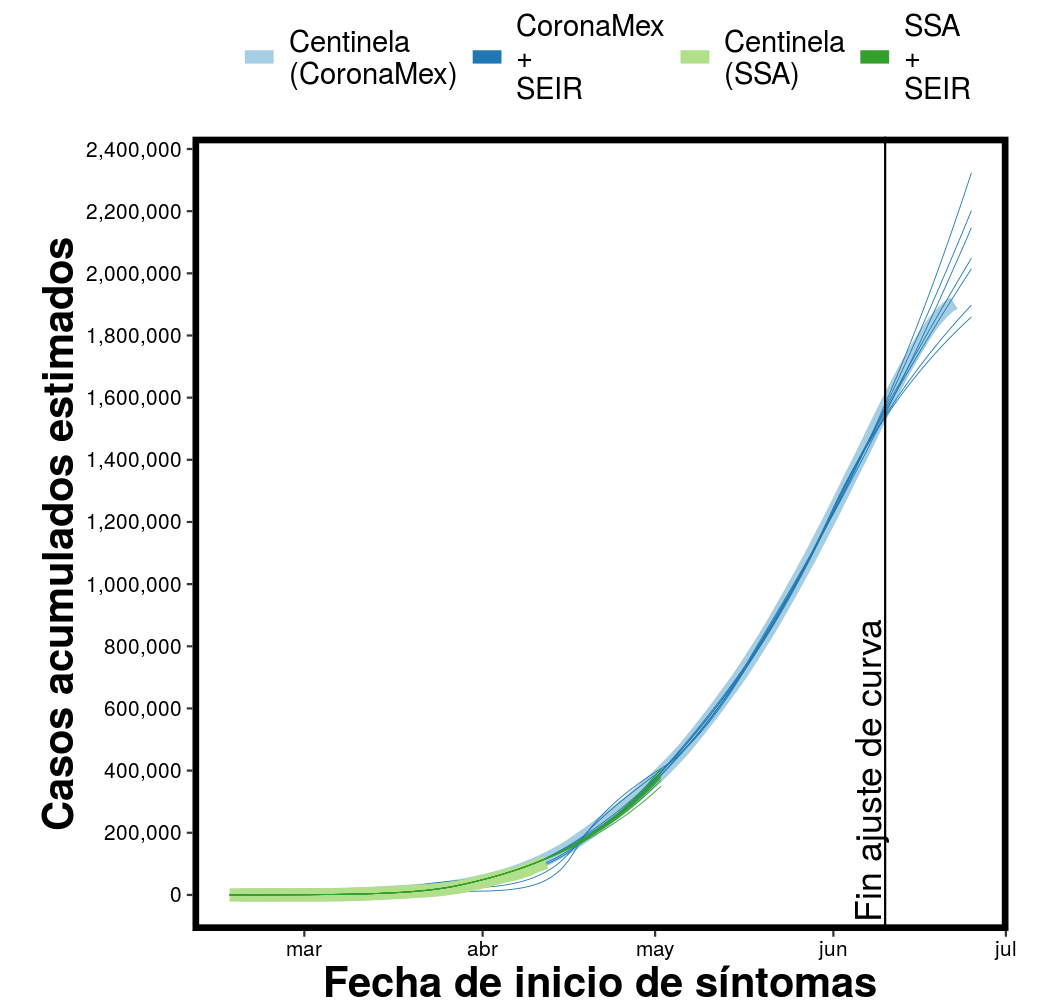 Centinela
(CoronaMex)
CoronaMex
+
SEIR
Centinela
(SSA)
SSA
+
SEIR
2,400,000
2,200,000
2,000,000
1,800,000
1,600,000
1,400,000
1,200,000
1,000,000
800,000
600,000
400,000
200,000
0
Casos acumulados estimados
Fin ajuste de curva
mar
abr
may
jun
jul
Fecha de inicio de síntomas